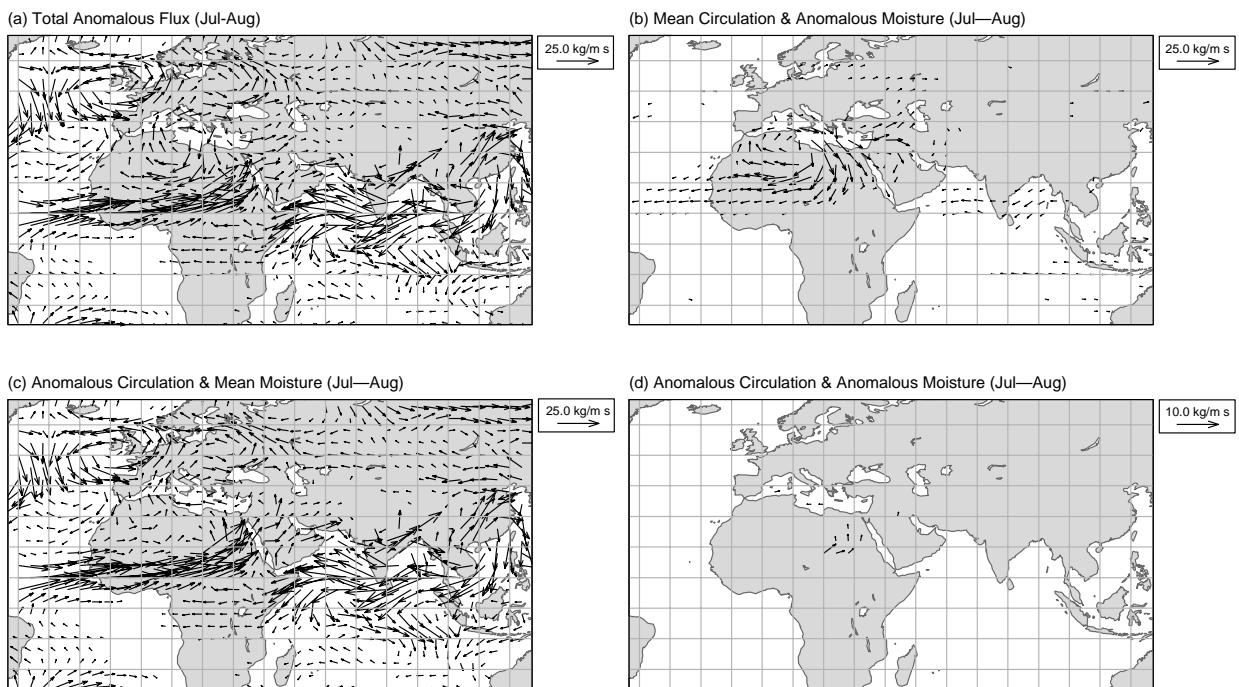 (a) Total Anomalous Flux (Jul-Aug)
25.0 kg/m s
(b) Mean Circulation & Anomalous Moisture (Jul—Aug)
25.0 kg/m s
(c) Anomalous Circulation & Mean Moisture (Jul—Aug)
25.0 kg/m s
(d) Anomalous Circulation & Anomalous Moisture (Jul—Aug)
10.0 kg/m s